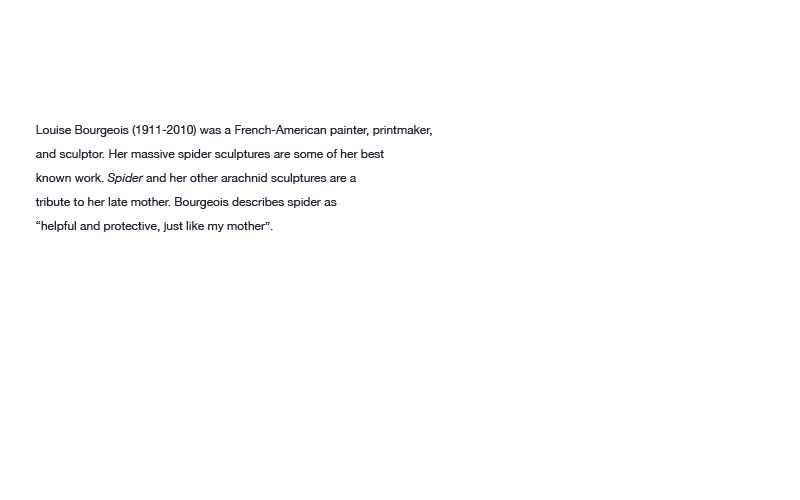 Louise Bourgeois (1911-2010) was a French-American painter, printmaker,
and sculptor. Her massive spider sculptures are some of her best
known work. Spider and her other arachnid sculptures are a
tribute to her late mother. Bourgeois describes spider as
“helpful and protective, just like my mother”.